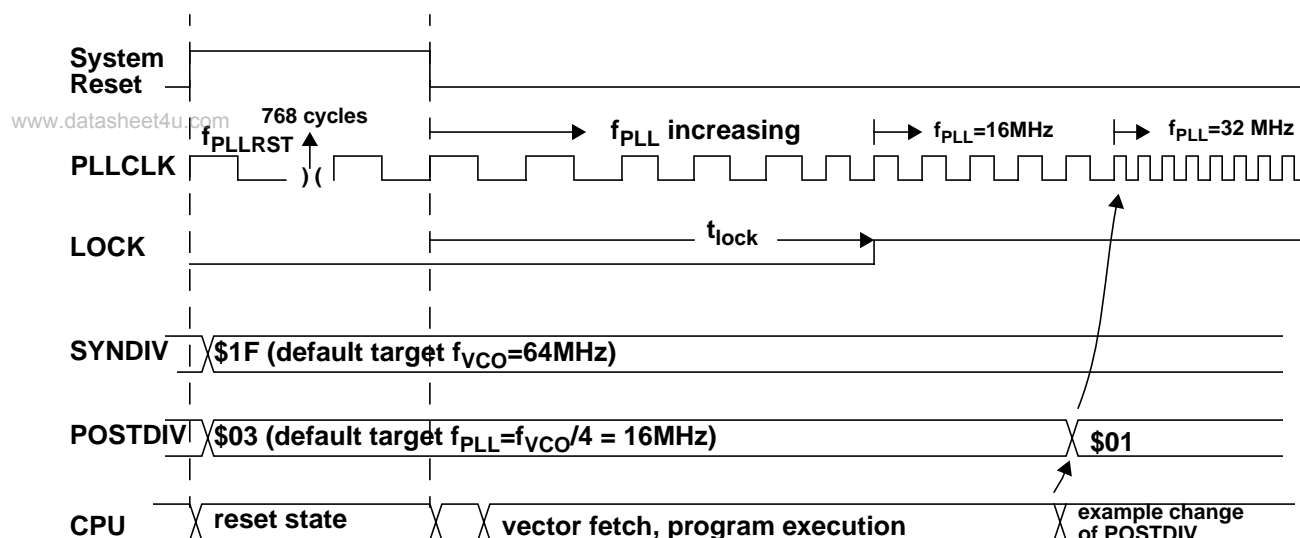 System
Reset
www.datasheet4u.com
768 cycles
fPLLRST
fPLL increasing
fPLL=16MHz
fPLL=32 MHz
PLLCLK
) (
LOCK
tlock
SYNDIV
$1F (default target fVCO=64MHz)
POSTDIV
$03 (default target fPLL=fVCO/4 = 16MHz)
$01
CPU
reset state
vector fetch, program execution
example change
of POSTDIV